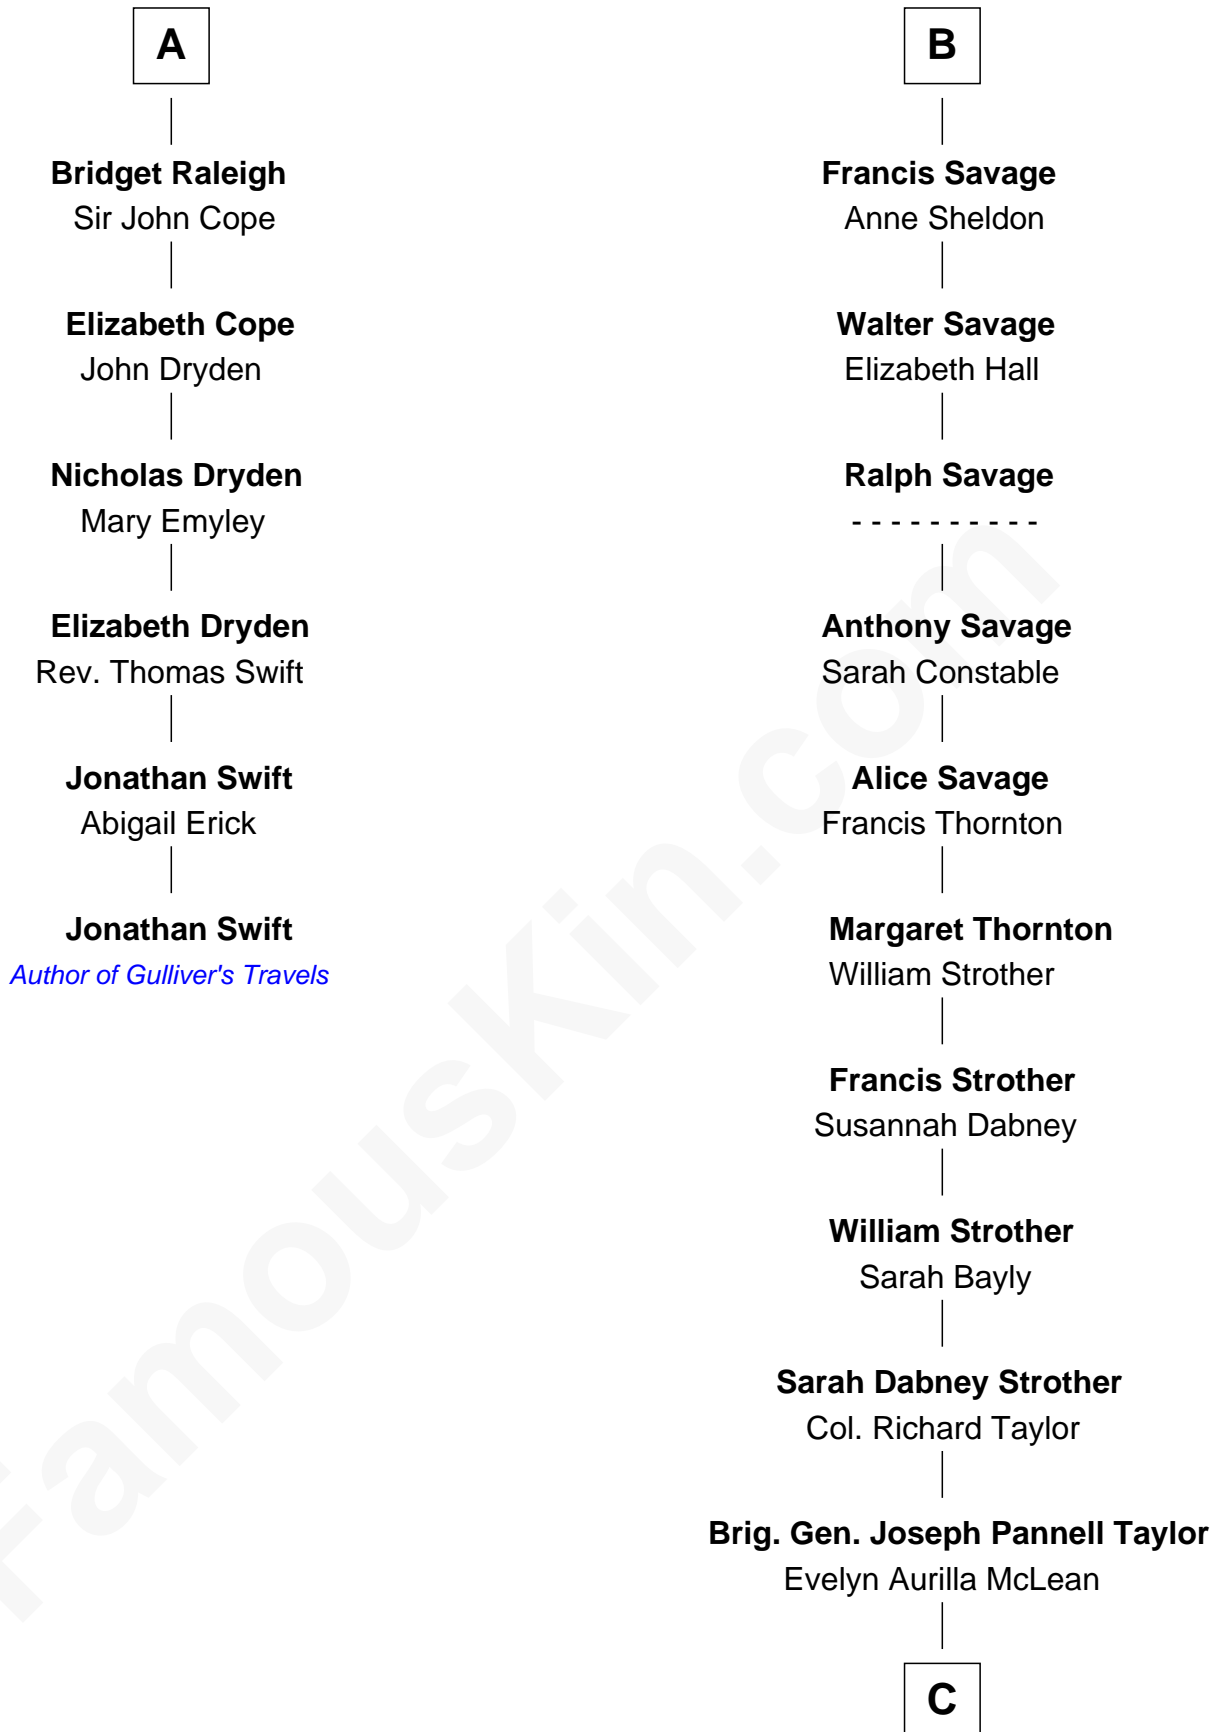 A
Bridget Raleigh
Sir John Cope
Elizabeth Cope
John Dryden
Nicholas Dryden
Mary Emyley
Elizabeth Dryden
Rev. Thomas Swift
Jonathan Swift
Abigail Erick
Jonathan Swift
Author of Gulliver's Travels
B
Francis Savage
Anne Sheldon
Walter Savage
Elizabeth Hall
Ralph Savage
- - - - - - - - - -
Anthony Savage
Sarah Constable
Alice Savage
Francis Thornton
Margaret Thornton
William Strother
Francis Strother
Susannah Dabney
William Strother
Sarah Bayly
Sarah Dabney Strother
Col. Richard Taylor
Brig. Gen. Joseph Pannell Taylor
Evelyn Aurilla McLean
C
FamousKin.com